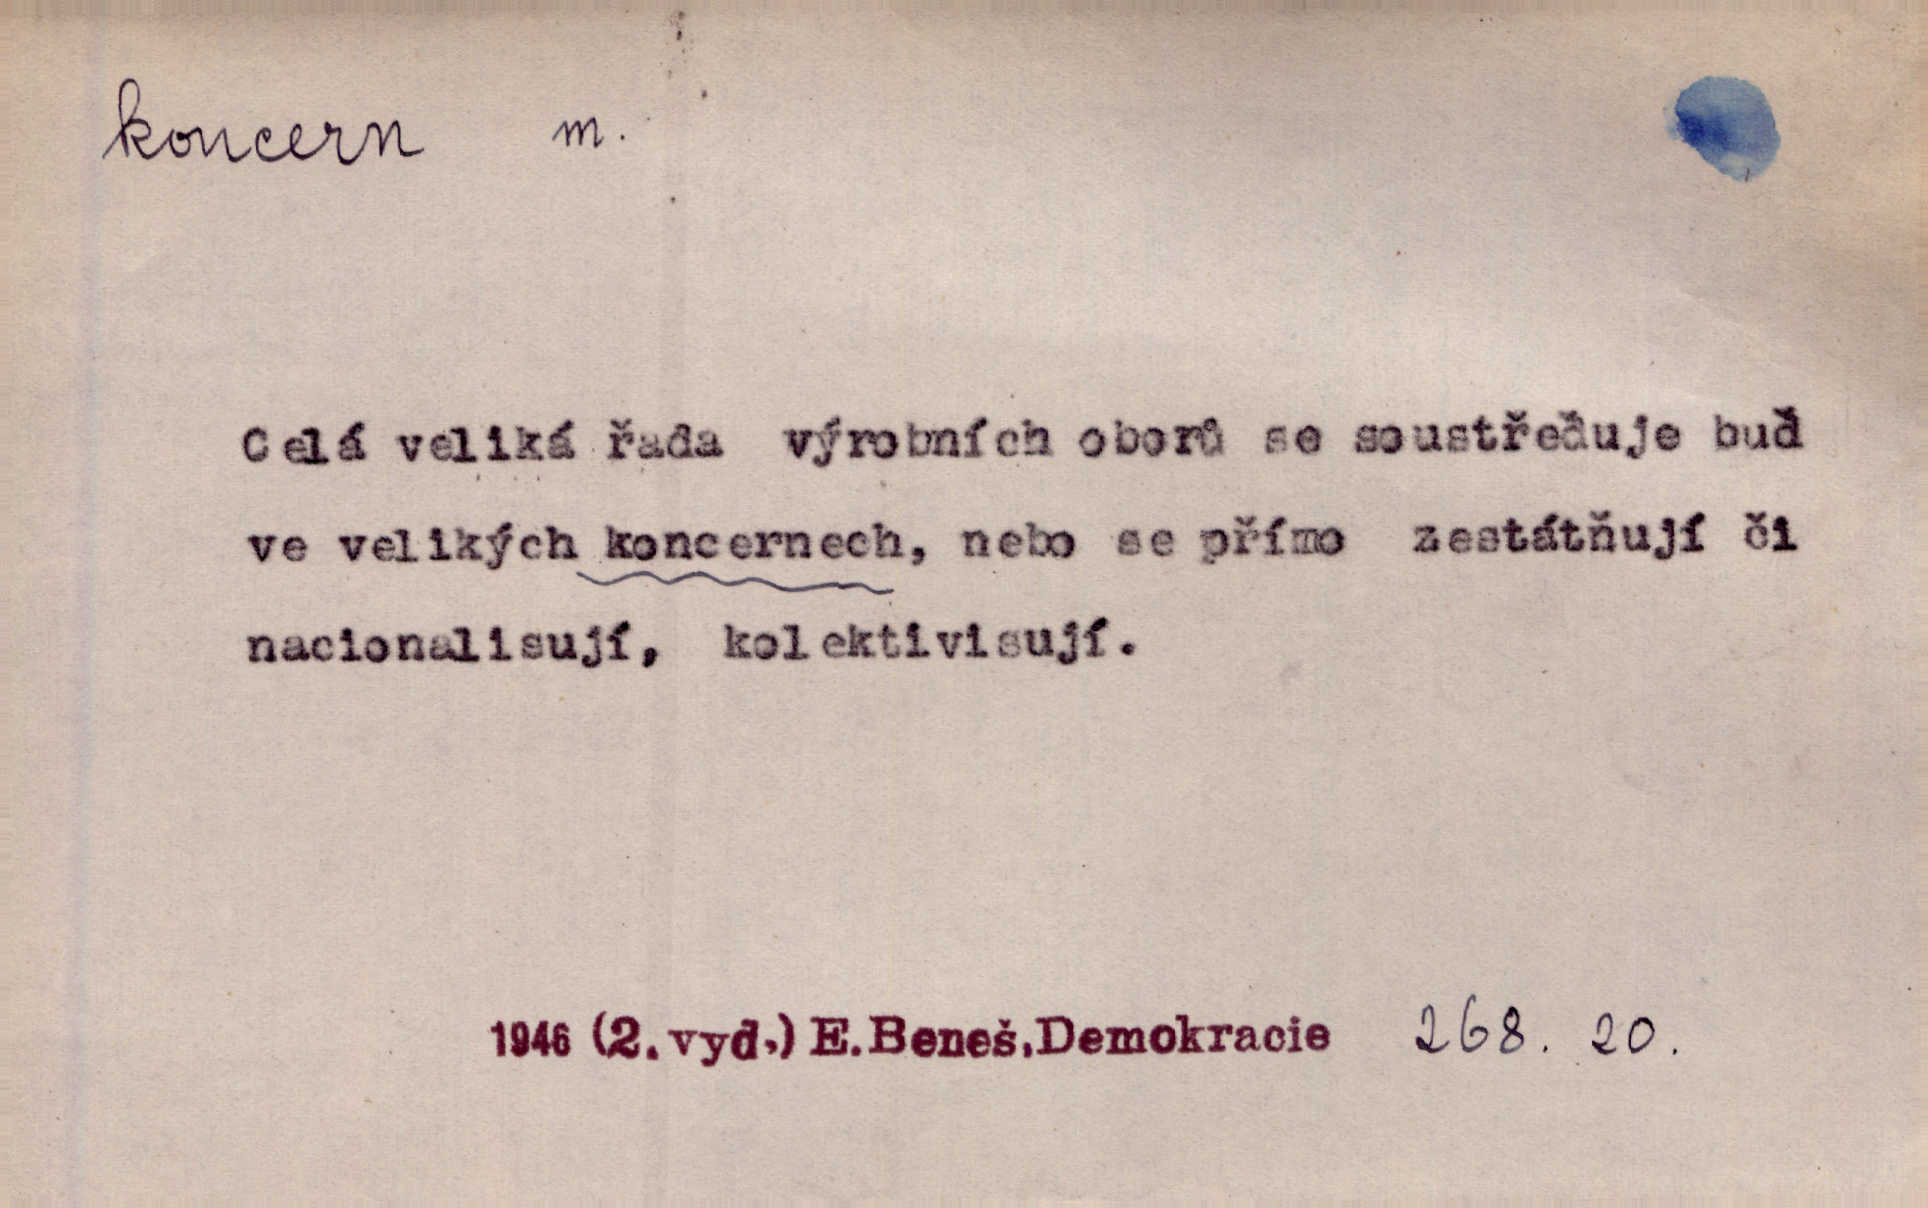 koncern m.
Celá veliká řada výrobních oborů se soustřeďuje buď
ve velikých koncernech, nebo se přímo zestátňují či
nacionalisují, kolektivisují.
1946 (2. vyd.) E. Beneš, Demokracie 268. 20.